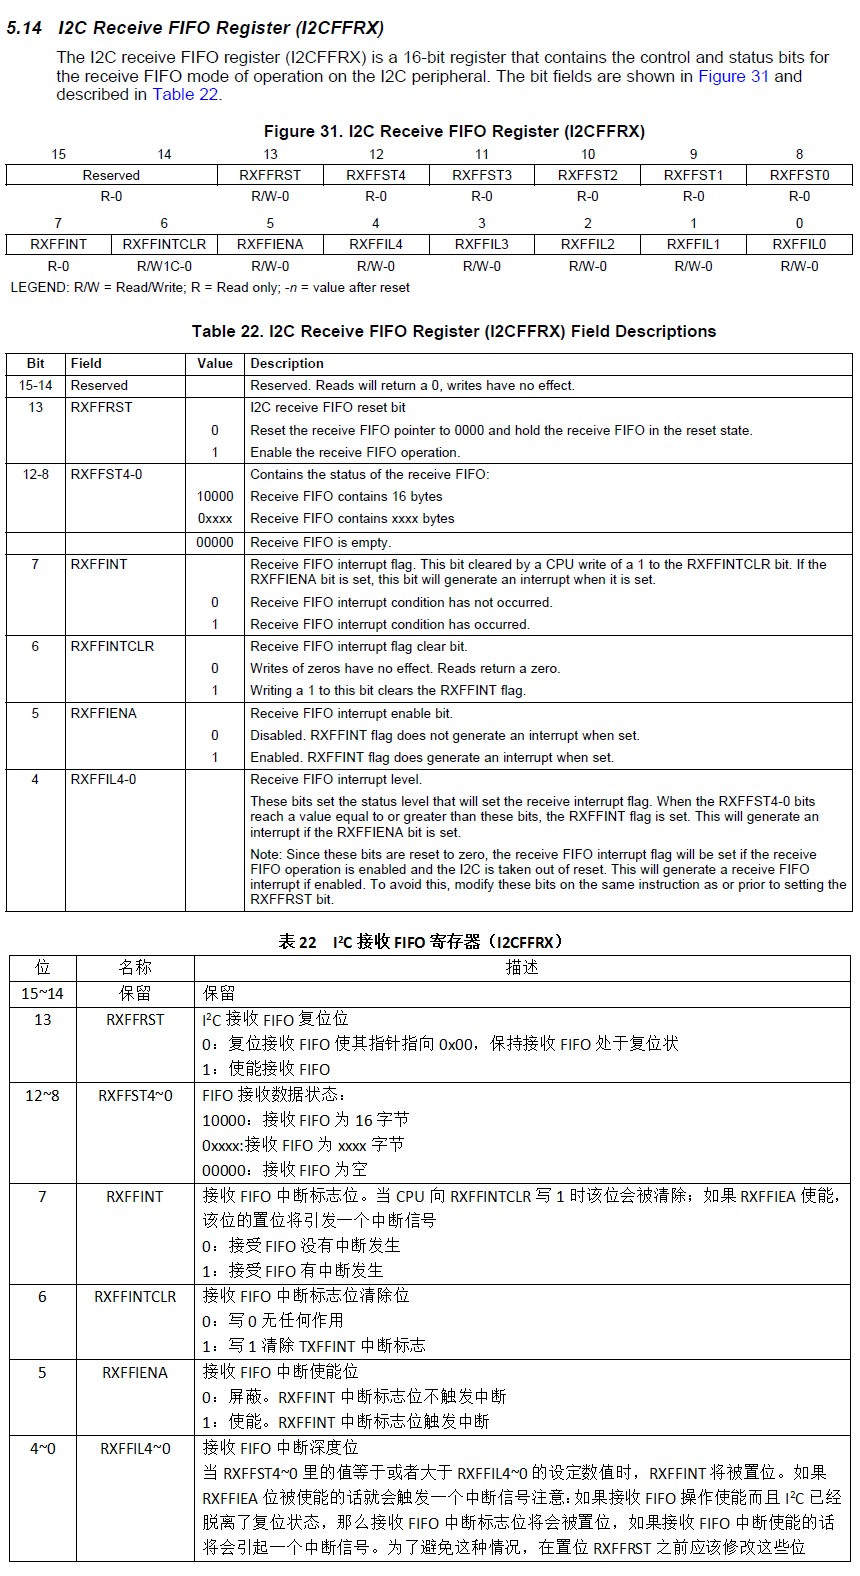 5.14 I2C Receive FIFO Register (I2CFFRX)
The I2C receive FIFO register (I2CFFRX) is a 16-bit register that contains the control and status bits for
the receive FIFO mode of operation on the I2C peripheral. The bit fields are shown in Figure 31 and
described in Table 22.
Figure 31. I2C Receive FIFO Register (I2CFFRX)
15 14 13 12 11 10 9 8
Reserved RXFFRST RXFFST4 RXFFST3 RXFFST2 RXFFST1 RXFFST0
R-0 R/W-0 R-0 R-0 R-0 R-0 R-0
7 6 5 4 3 2 1 0
RXFFINT RXFFINTCLR RXFFIENA RXFFIL4 RXFFIL3 RXFFIL2 RXFFIL1 RXFFIL0
R-0 R/W1C-0 R/W-0 R/W-0 R/W-0 R/W-0 R/W-0 R/W-0
LEGEND: R/W = Read/Write; R = Read only; -n = value after reset
Table 22. I2C Receive FIFO Register (I2CFFRX) Field Descriptions
Bit Field Value Description
15-14 Reserved Reserved. Reads will return a 0, writes have no effect.
13 RXFFRST I2C receive FIFO reset bit
0 Reset the receive FIFO pointer to 0000 and hold the receive FIFO in the reset state.
1 Enable the receive FIFO operation.
12-8 RXFFST4-0 Contains the status of the receive FIFO:
10000 Receive FIFO contains 16 bytes
0xxxx Receive FIFO contains xxxx bytes
00000 Receive FIFO is empty.
7 RXFFINT Receive FIFO interrupt flag. This bit cleared by a CPU write of a 1 to the RXFFINTCLR bit. If the
RXFFIENA bit is set, this bit will generate an interrupt when it is set.
0 Receive FIFO interrupt condition has not occurred.
1 Receive FIFO interrupt condition has occurred.
6 RXFFINTCLR Receive FIFO interrupt flag clear bit.
0 Writes of zeros have no effect. Reads return a zero.
1 Writing a 1 to this bit clears the RXFFINT flag.
5 RXFFIENA Receive FIFO interrupt enable bit.
0 Disabled. RXFFINT flag does not generate an interrupt when set.
1 Enabled. RXFFINT flag does generate an interrupt when set.
4 RXFFIL4-0 Receive FIFO interrupt level.
These bits set the status level that will set the receive interrupt flag. When the RXFFST4-0 bits
reach a value equal to or greater than these bits, the RXFFINT flag is set. This will generate an
interrupt if the RXFFIENA bit is set.
Note: Since these bits are reset to zero, the receive FIFO interrupt flag will be set if the receive
FIFO operation is enabled and the I2C is taken out of reset. This will generate a receive FIFO
interrupt if enabled. To avoid this, modify these bits on the same instruction as or prior to setting the
RXFFRST bit.
表 22 I²C 接收 FIFO 寄存器（I2CFFRX）
位 名称 描述
15~14 保留 保留
13 RXFFRST I²C 接收 FIFO 复位位
0：复位接收 FIFO 使其指针指向 0x00，保持接收 FIFO 处于复位状
1：使能接收 FIFO
12~8 RXFFST4~0 FIFO 接收数据状态：
10000：接收 FIFO 为 16 字节
0xxxx:接收 FIFO 为 xxxx 字节
00000：接收 FIFO 为空
7 RXFFINT 接收 FIFO 中断标志位。当 CPU 向 RXFFINTCLR 写 1 时该位会被清除；如果 RXFFIEA 使能，
该位的置位将引发一个中断信号
0：接受 FIFO 没有中断发生
1：接受 FIFO 有中断发生
6 RXFFINTCLR 接收 FIFO 中断标志位清除位
0：写 0 无任何作用
1：写 1 清除 TXFFINT 中断标志
5 RXFFIENA 接收 FIFO 中断使能位
0：屏蔽。RXFFINT 中断标志位不触发中断
1：使能。RXFFINT 中断标志位触发中断
4~0 RXFFIL4~0 接收 FIFO 中断深度位
当 RXFFST4~0 里的值等于或者大于 RXFFIL4~0 的设定数值时，RXFFINT 将被置位。如果
RXFFIEA 位被使能的话就会触发一个中断信号注意：如果接收 FIFO 操作使能而且 I²C 已经
脱离了复位状态，那么接收 FIFO 中断标志位将会被置位，如果接收 FIFO 中断使能的话
将会引起一个中断信号。为了避免这种情况，在置位 RXFFRST 之前应该修改这些位